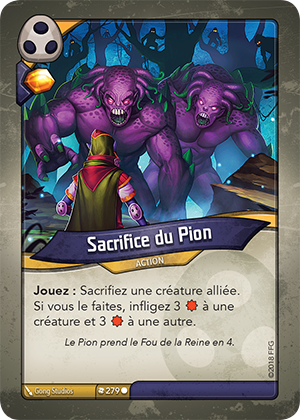 Sacrifice du Pion
ACTION
Jouez : Sacrifiez une créature alliée.
Si vous le faites, infligez 3 à une
créature et 3 à une autre.
Le Pion prend le Fou de la Reine en 4.
Gong Studios
279
©2018 FFG